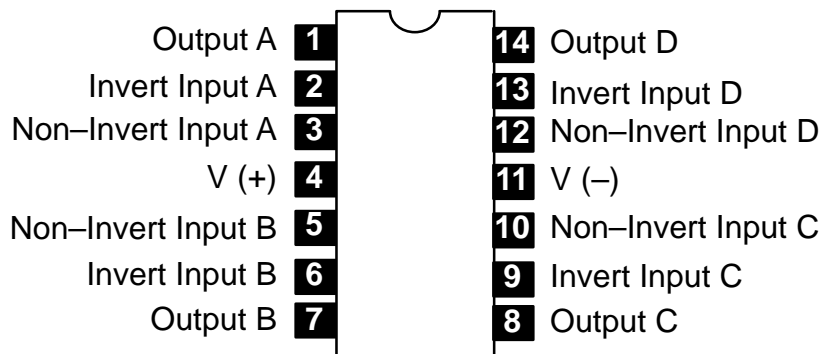 Output A 1 14 Output D
Invert Input A 2 13 Invert Input D
Non–Invert Input A 3 12 Non–Invert Input D
V (+) 4 11 V (–)
Non–Invert Input B 5 10 Non–Invert Input C
Invert Input B 6 9 Invert Input C
Output B 7 8 Output C